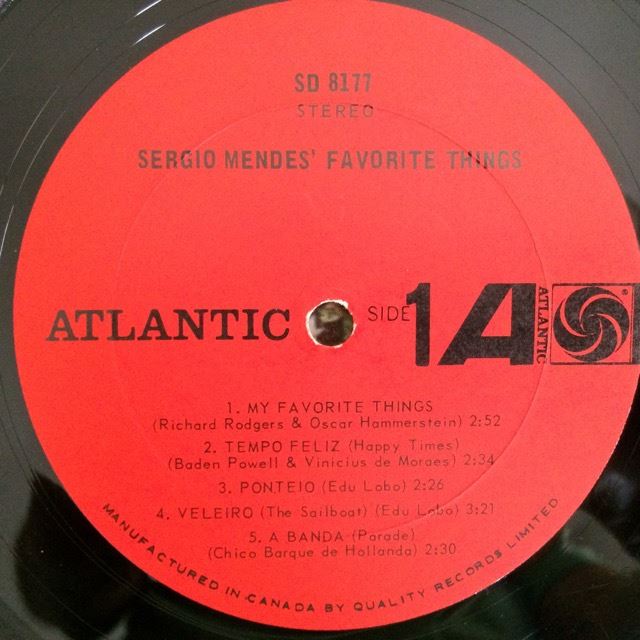 SD 8177
STEREO
SERGIO MENDES' FAVORITE THINGS
ATLANTIC SIDE 1 A ATLANTIC ®
1. MY FAVORITE THINGS
(Richard Rodgers & Oscar Hammerstein) 2:52
2. TEMPO FELIZ (Happy Times)
(Baden Powell & Vinicius de Moraes) 2:34
3. PONTEIO (Edu Lobo) 2:26
4. VELEIRO (The Sailboat) (Edu Lobo) 3:21
5. A BANDA (Parade)
(Chico Barque de Hollanda) 2:30
MANUFACTURED IN CANADA BY QUALITY RECORDS LIMITED